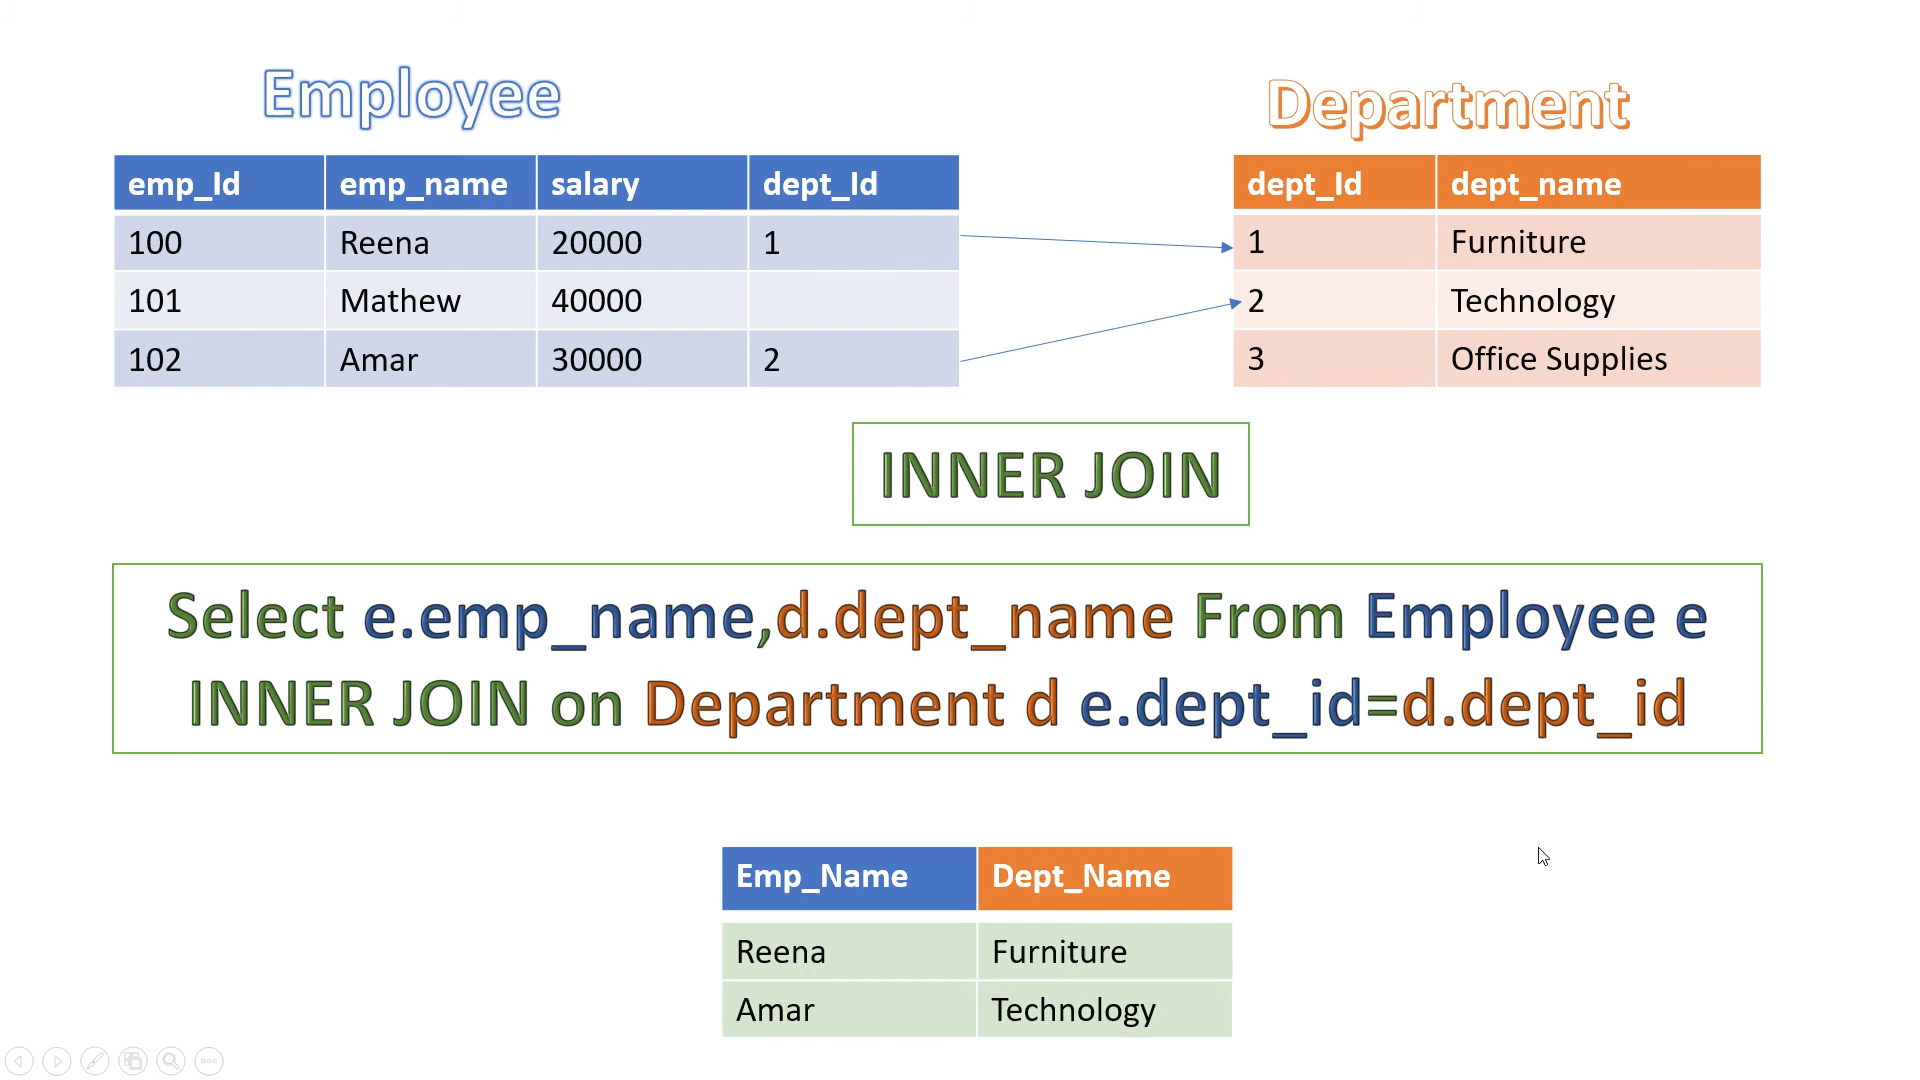 Employee
Department
emp_Id emp_name salary dept_Id
100 Reena 20000 1
101 Mathew 40000
102 Amar 30000 2
dept_Id dept_name
1 Furniture
2 Technology
3 Office Supplies
INNER JOIN
Select e.emp_name,d.dept_name From Employee e
INNER JOIN on Department d e.dept_id=d.dept_id
Emp_Name Dept_Name
Reena Furniture
Amar Technology